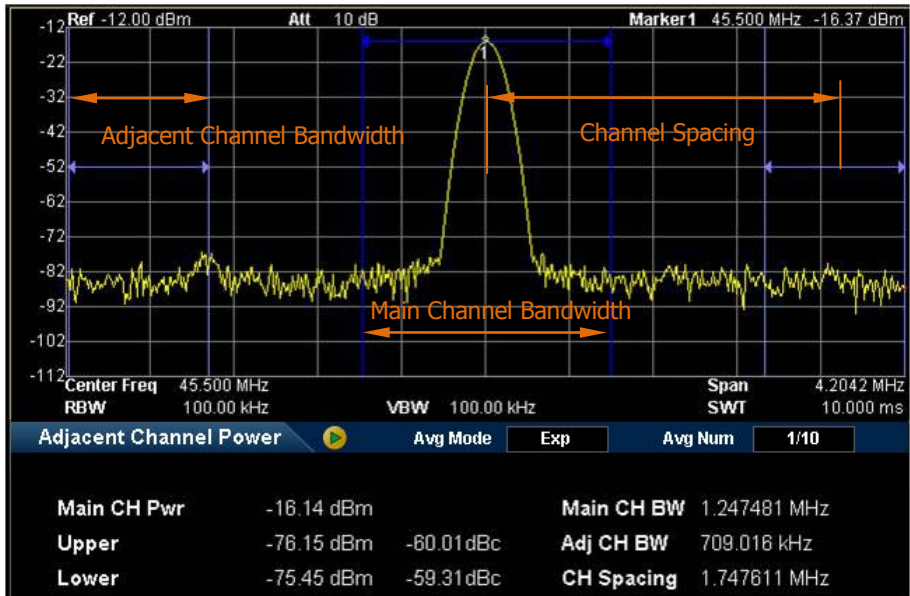 Ref -12.00 dBm Att 10 dB Marker1 45.500 MHz -16.37 dBm
-12
-22
1
-32
Adjacent Channel Bandwidth Channel Spacing
-42
-52
-62
-72
-82
-92
Main Channel Bandwidth
-102
-112
Center Freq 45.500 MHz Span 4.2042 MHz
RBW 100.00 kHz VBW 100.00 kHz SWT 10.000 ms
Adjacent Channel Power Avg Mode Exp Avg Num 1/10
Main CH Pwr -16.14 dBm Main CH BW 1.247481 MHz
Upper -76.15 dBm -60.01dBc Adj CH BW 709.016 kHz
Lower -75.45 dBm -59.31dBc CH Spacing 1.747611 MHz